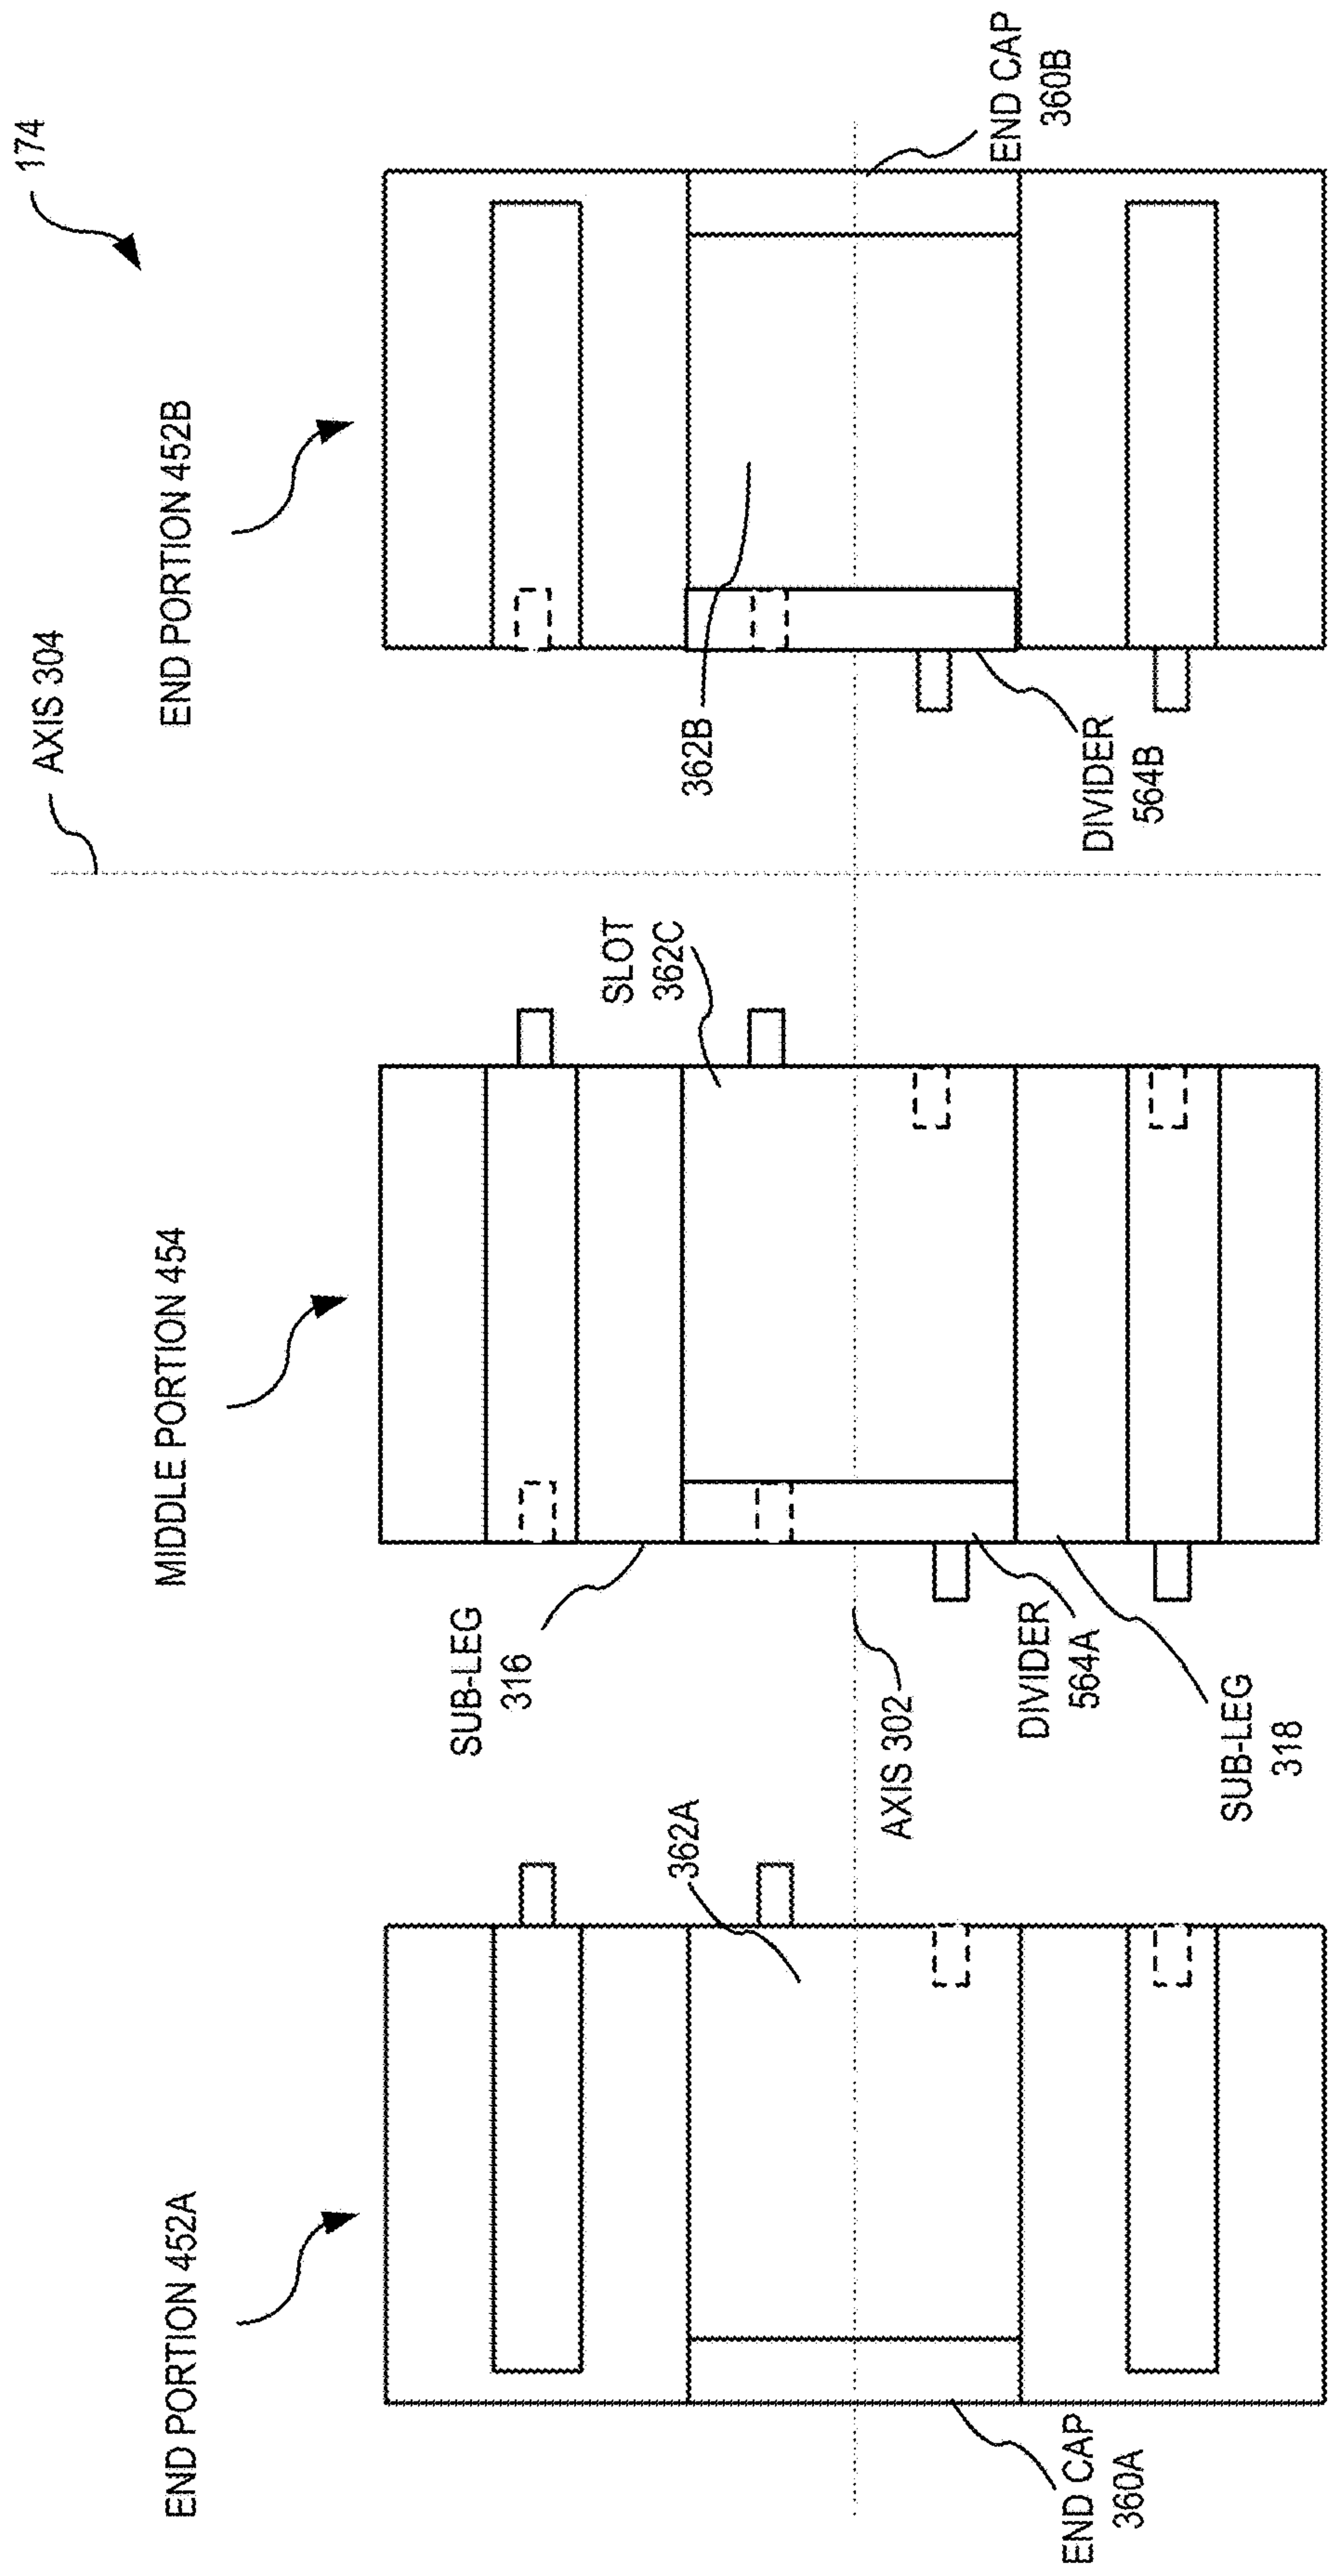 174
AXIS 304
END PORTION 452A
MIDDLE PORTION 454
END PORTION 452B
SUB-LEG
316
SLOT
362C
362A
362B
AXIS 302
DIVIDER
564A
DIVIDER
564B
END CAP
360A
SUB-LEG
318
END CAP
360B